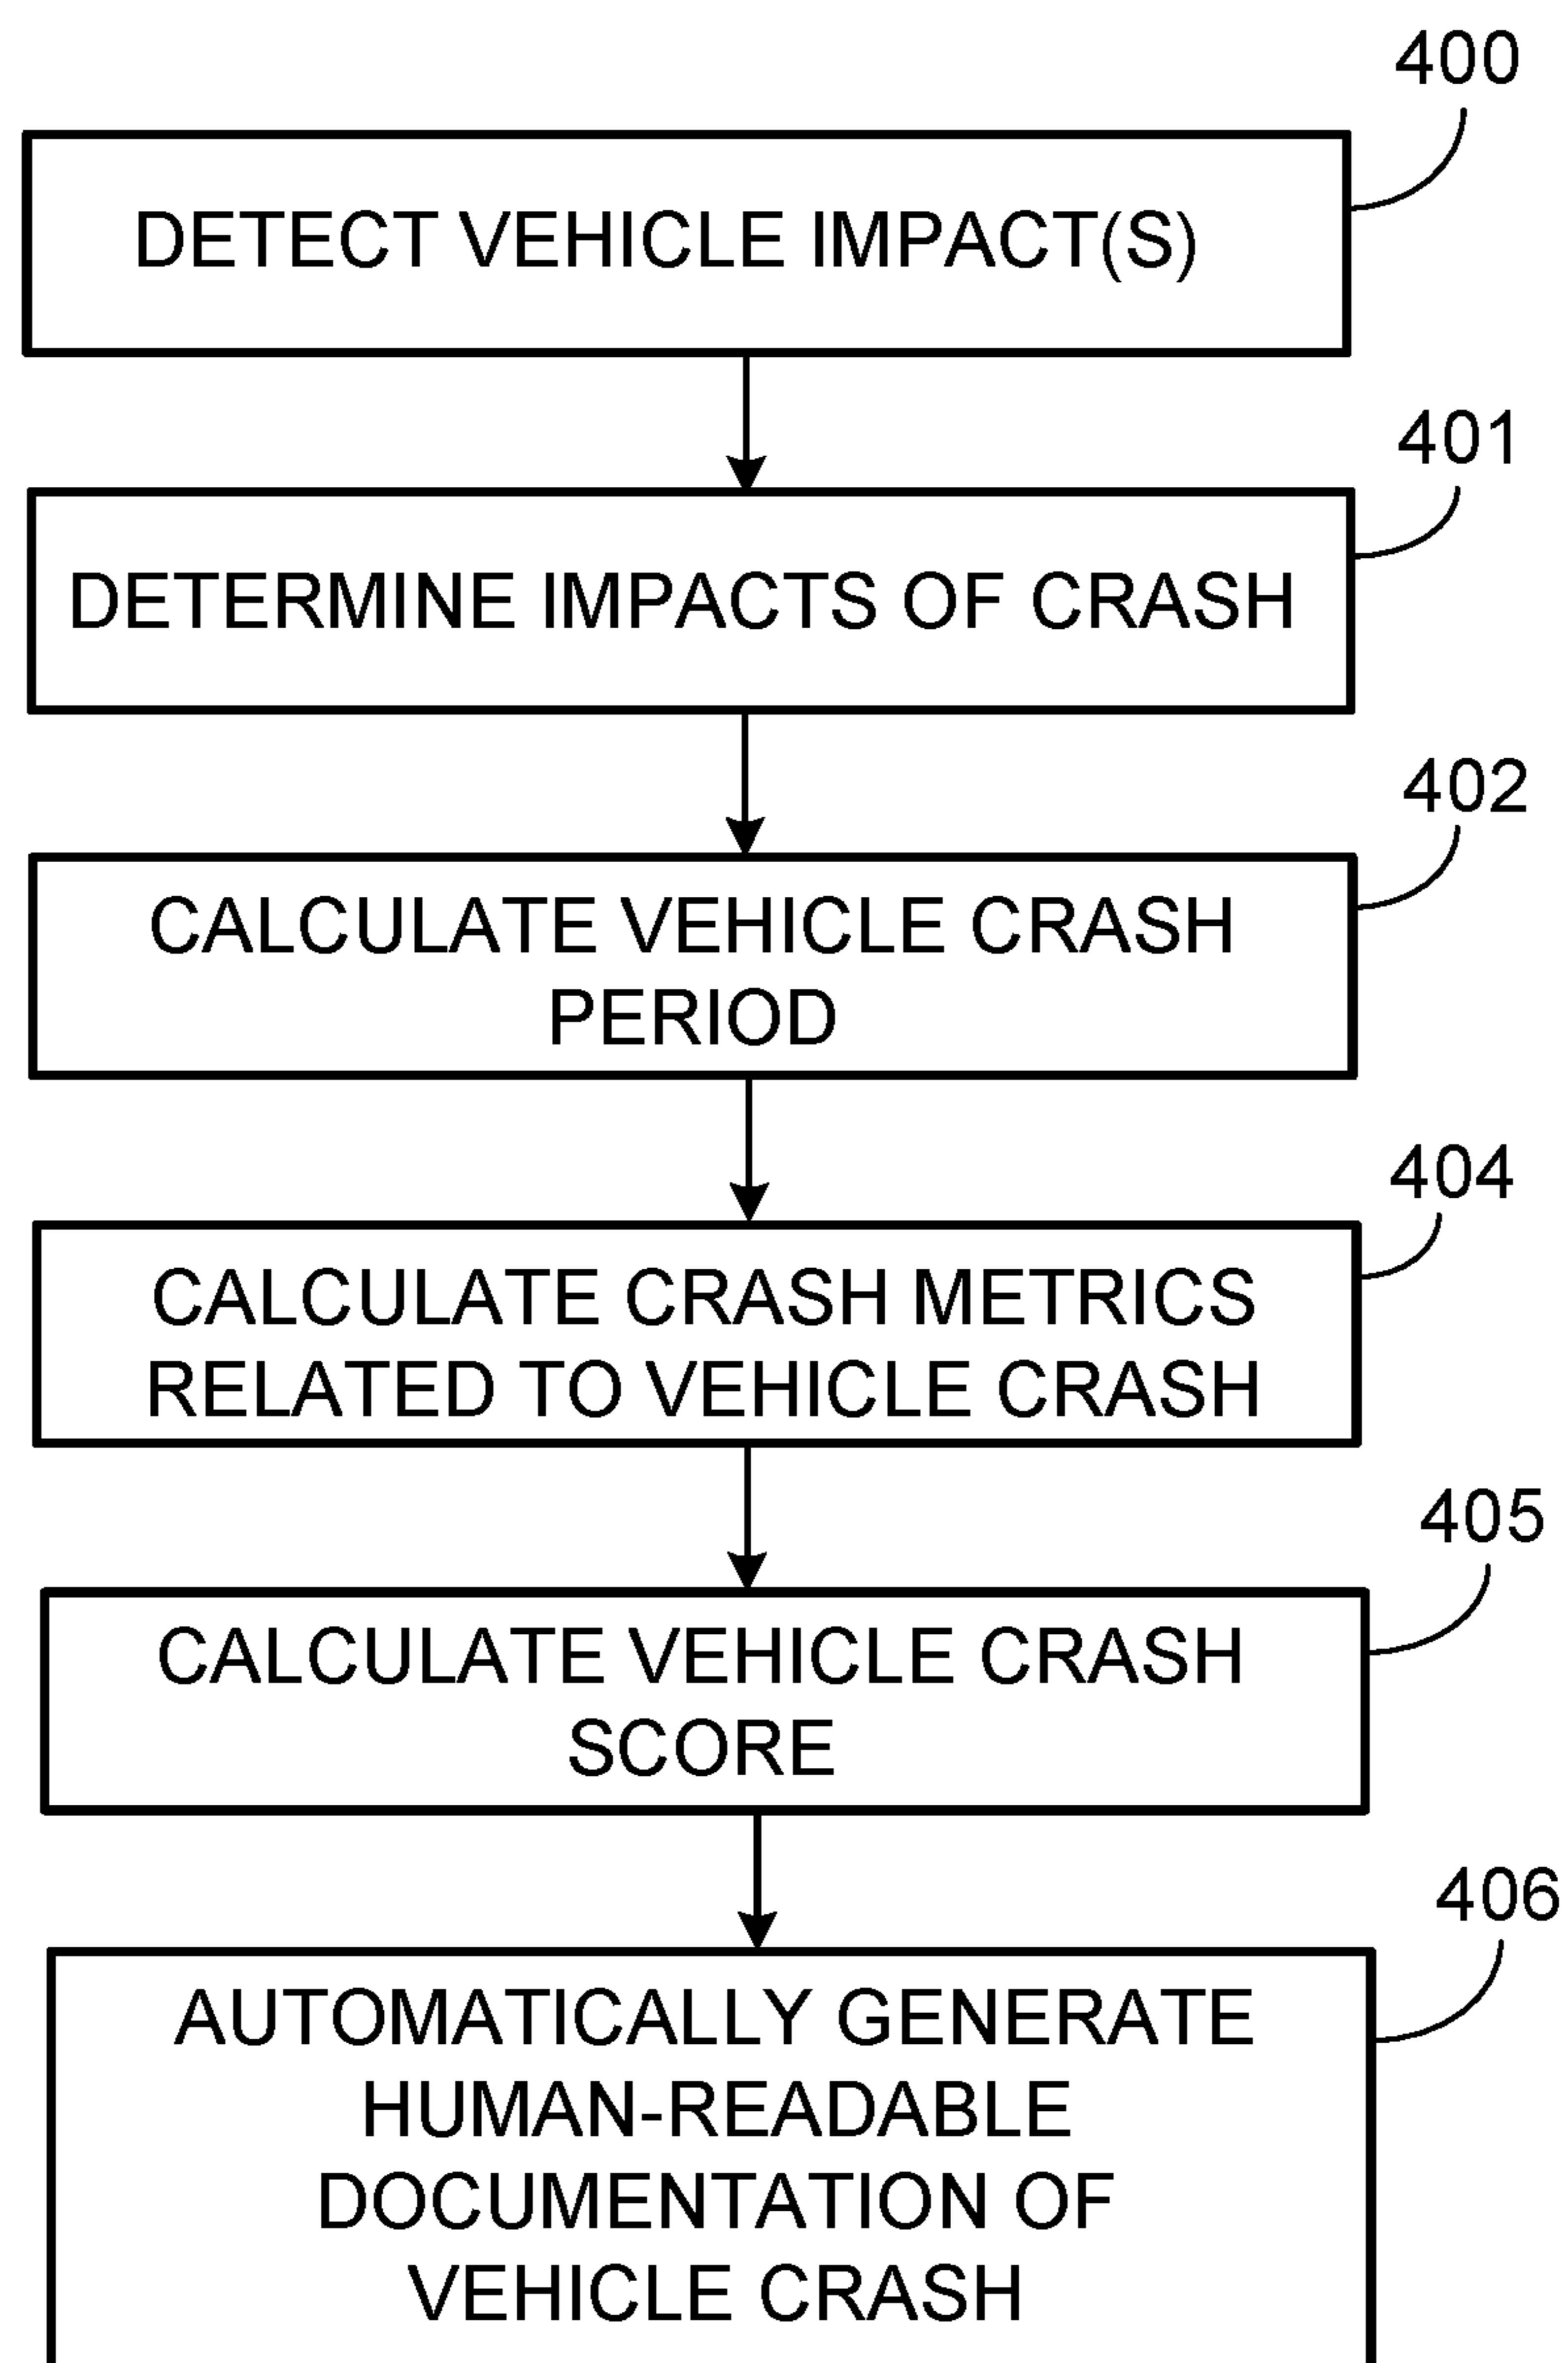 400
DETECT VEHICLE IMPACT(S)
401
DETERMINE IMPACTS OF CRASH
402
CALCULATE VEHICLE CRASH
PERIOD
404
CALCULATE CRASH METRICS
RELATED TO VEHICLE CRASH
405
CALCULATE VEHICLE CRASH
SCORE
406
AUTOMATICALLY GENERATE
HUMAN-READABLE
DOCUMENTATION OF
VEHICLE CRASH